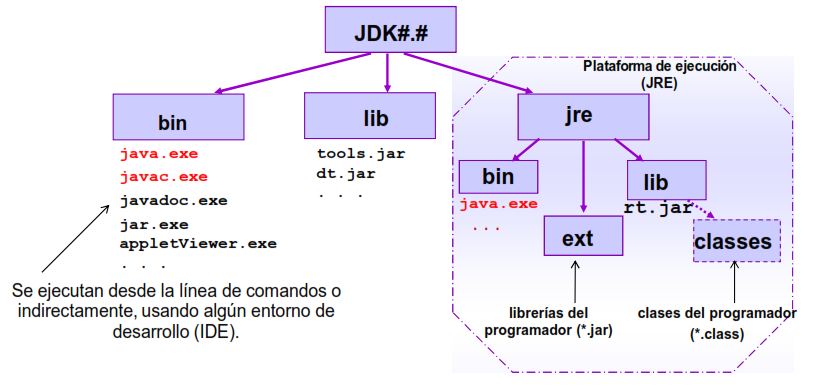 JDK#.#
Plataforma de ejecución
(JRE)
bin
java.exe
javac.exe
javadoc.exe
jar.exe
appletViewer.exe
. . .
Se ejecutan desde la línea de comandos o
indirectamente, usando algún entorno de
desarrollo (IDE).
lib
tools.jar
dt.jar
. . .
jre
bin
java.exe
...
ext
librerías del
programador (*.jar)
lib
rt.jar
classes
clases del programador
(*.class)